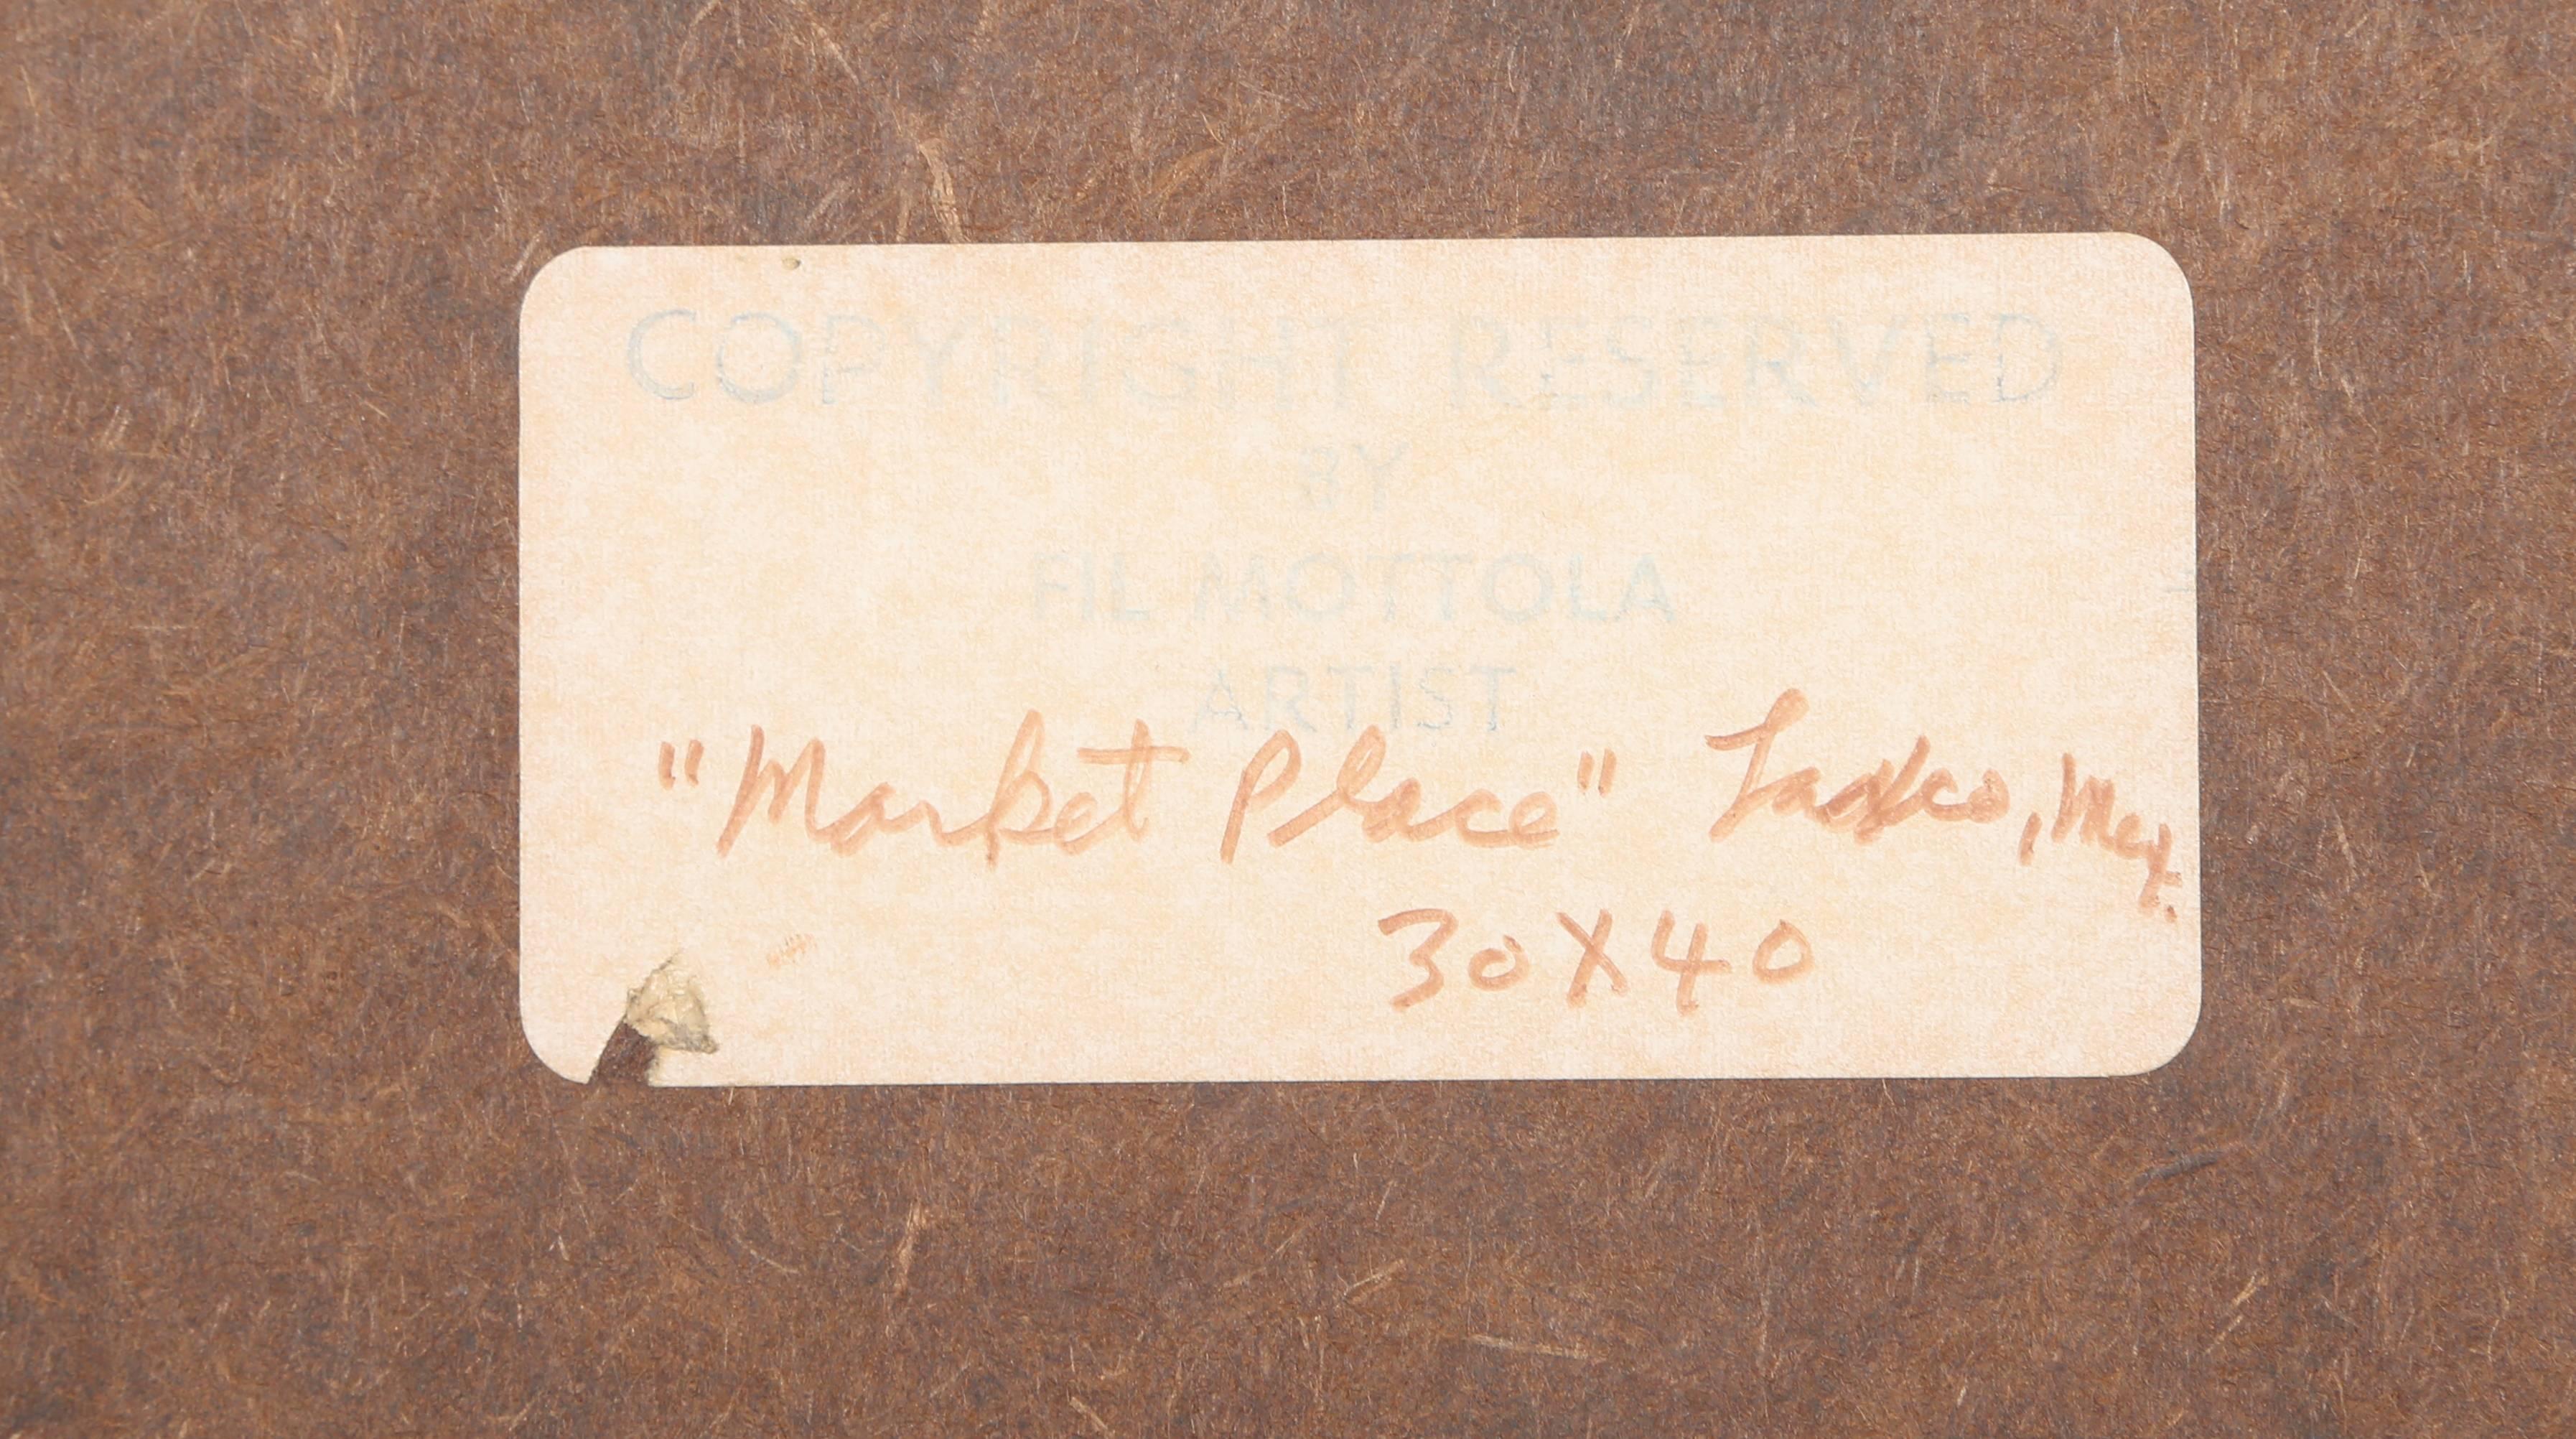 COPYRIGHT RESERVED
BY
FIL MOTTOLA
ARTIST
"Market Place" Taxco, Mex.
30X40